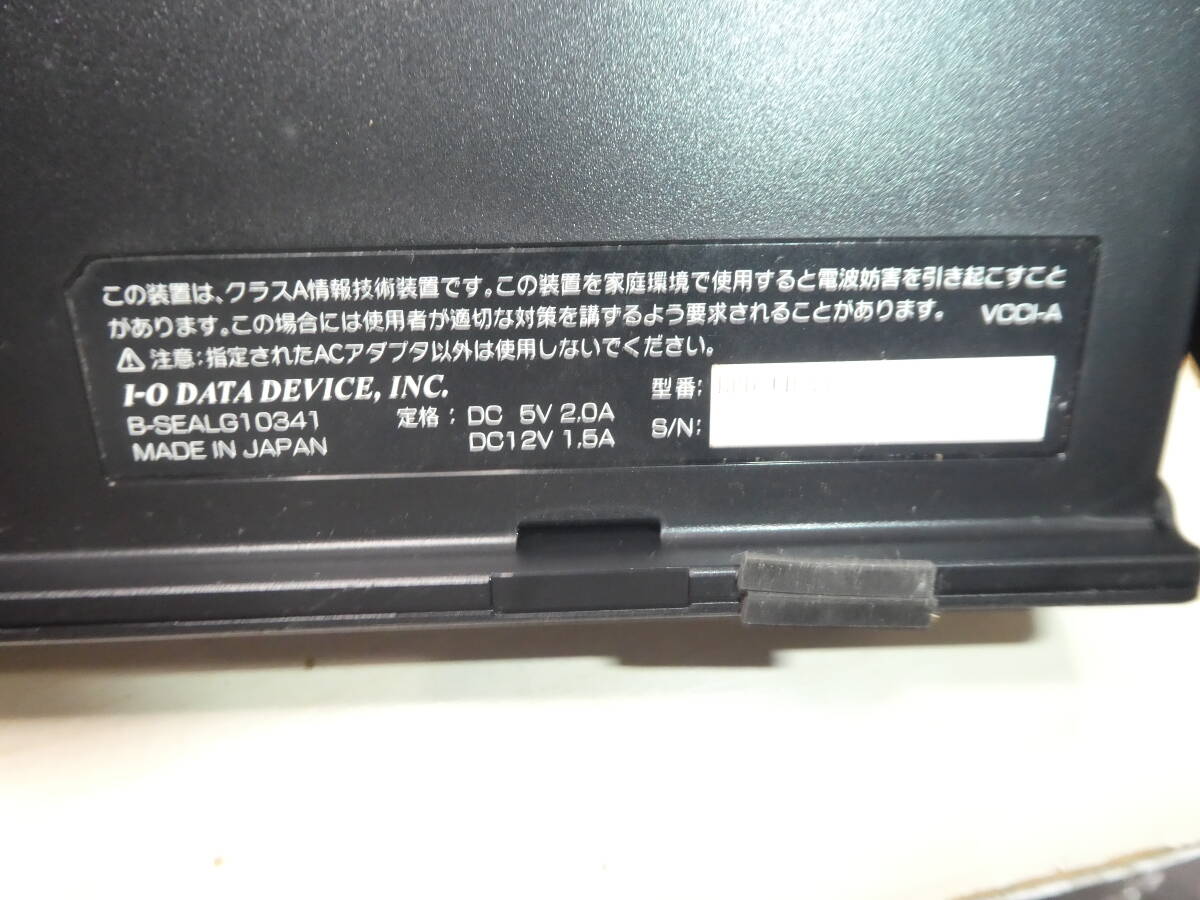 この装置は、クラスA情報技術装置です。この装置を家庭環境で使用すると電波妨害を引き起こすこと
があります。この場合には使用者が適切な対策を講ずるよう要求されることがあります。 VCCI-A
⚠ 注意:指定されたACアダプタ以外は使用しないでください。
I-O DATA DEVICE, INC.
型番:
B-SEALG10341
定格: DC 5V 2.0A
S/N:
MADE IN JAPAN
DC12V 1.5A